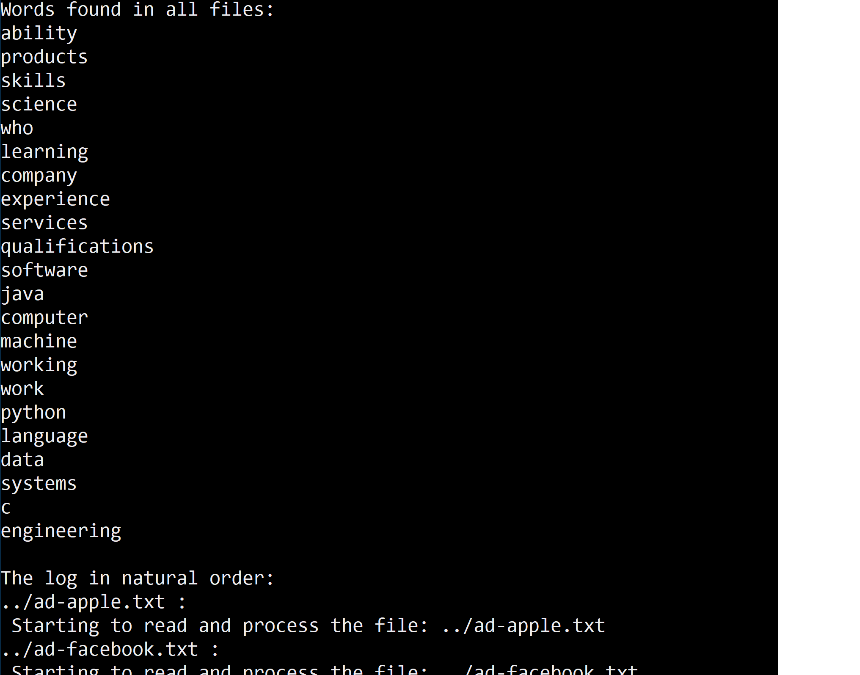 Words found in all files:
ability
products
skills
science
who
learning
company
experience
services
qualifications
software
java
computer
machine
working
work
python
language
data
systems
c
engineering
The log in natural order:
../ad-apple.txt :
Starting to read and process the file: ../ad-apple.txt
../ad-facebook.txt :
Starting to read and process the file: ../ad-facebook.txt